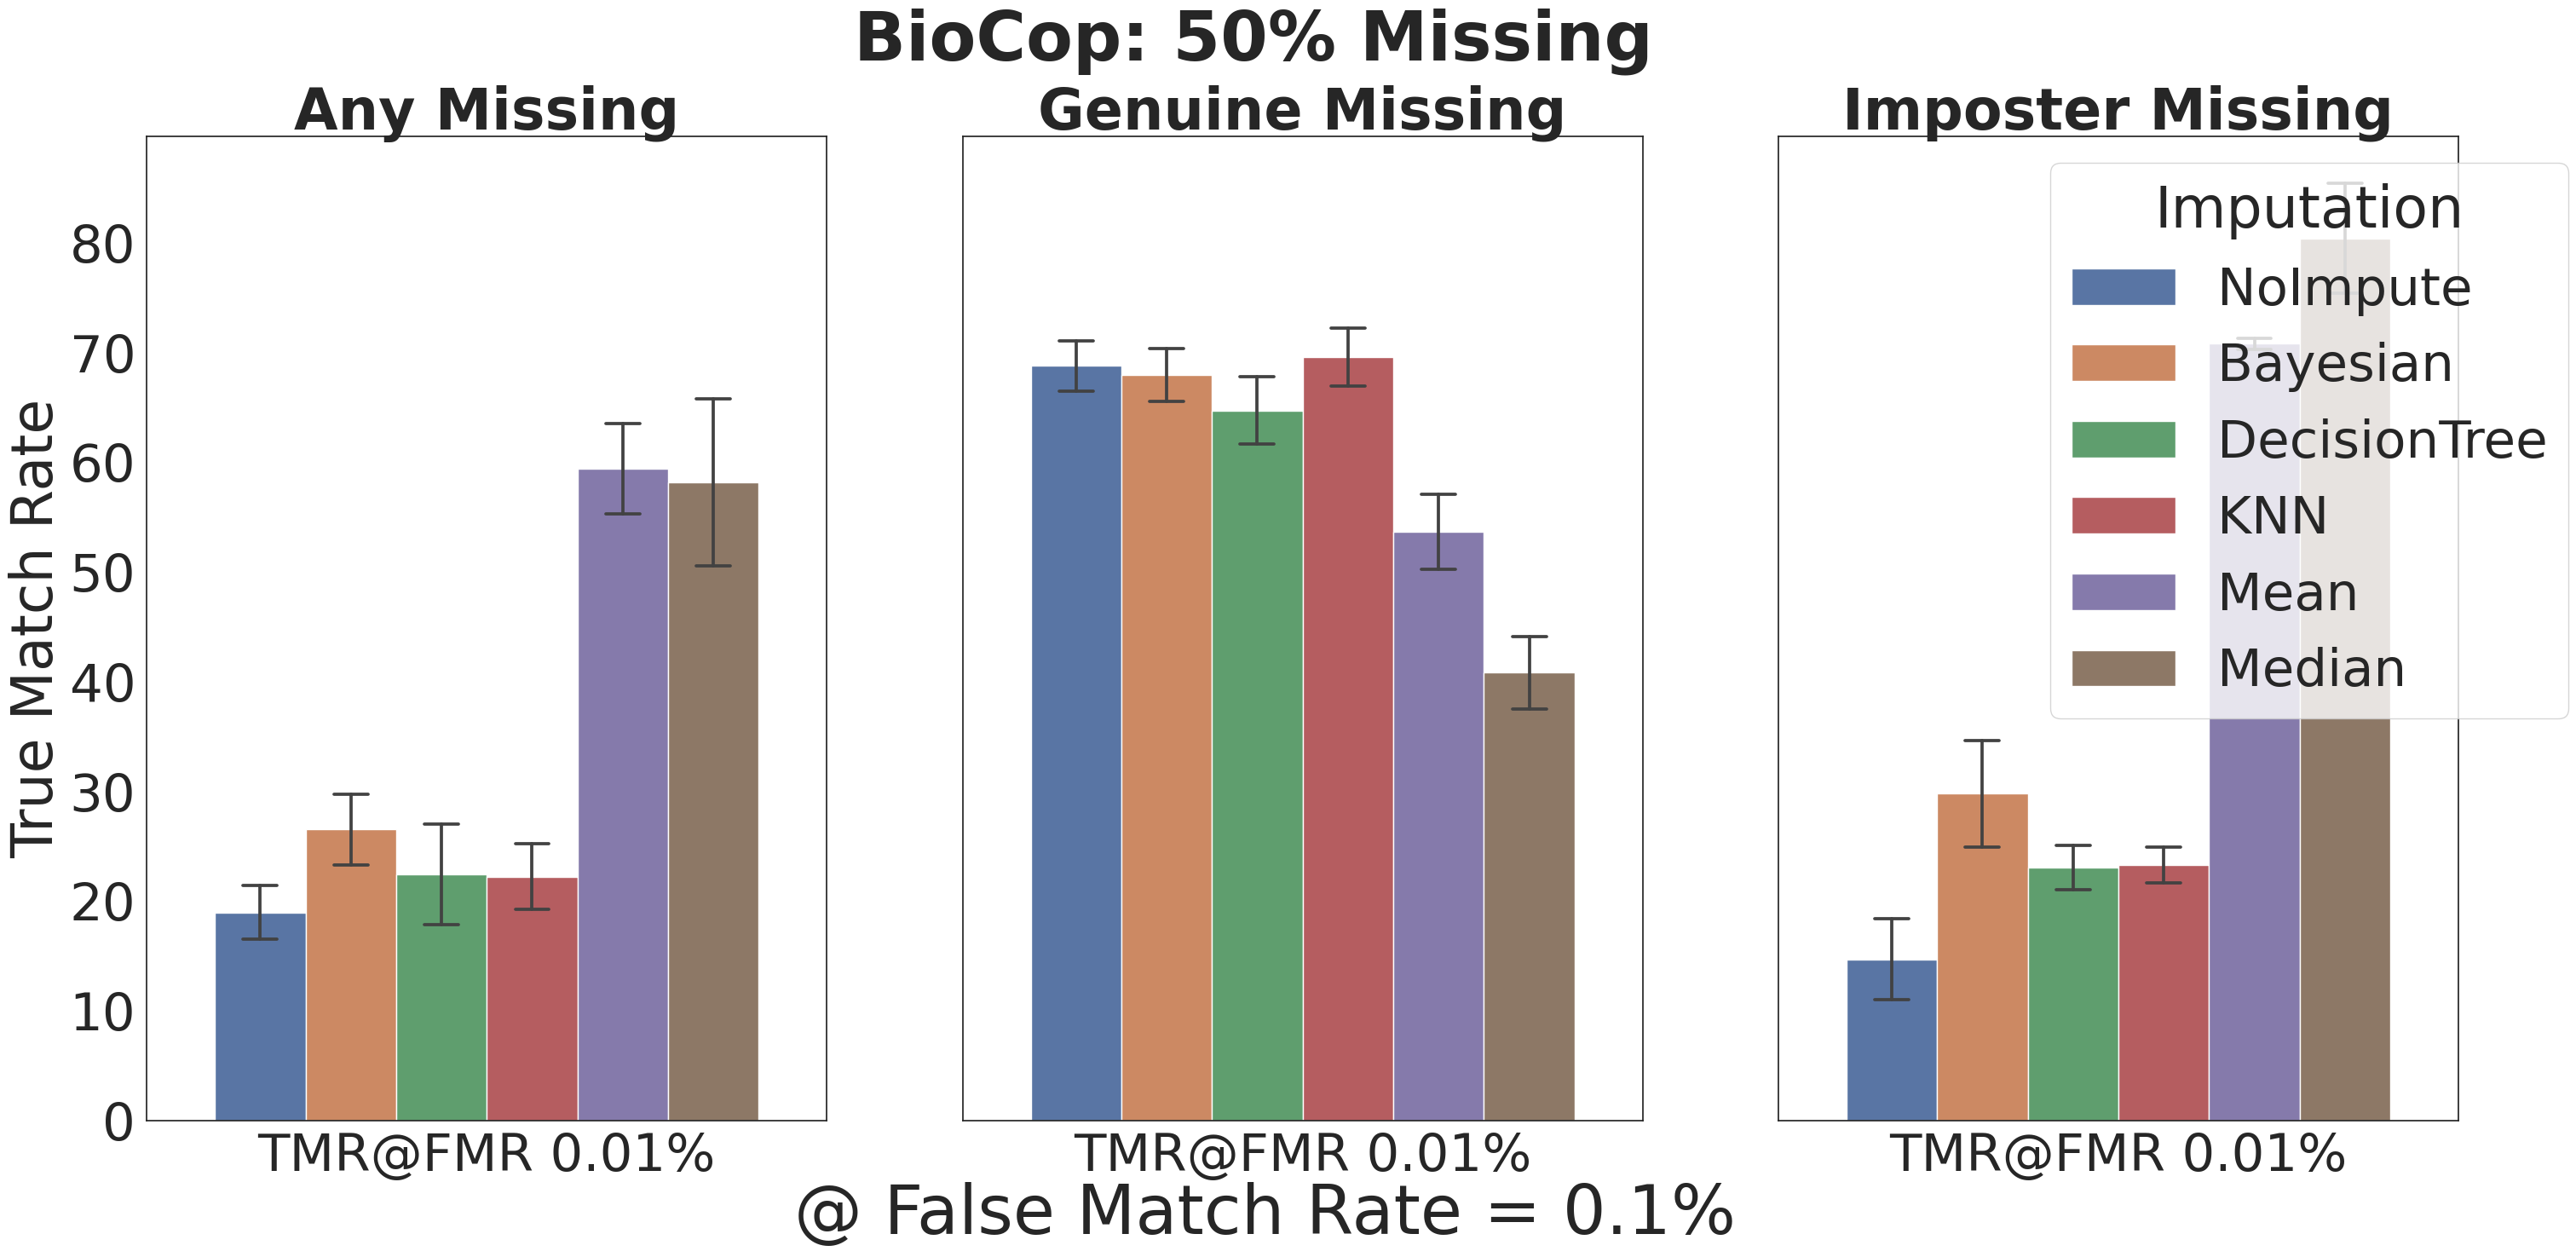 BioCop: 50% Missing
Any Missing
Genuine Missing
Imposter Missing
True Match Rate
80
70
60
50
40
30
20
10
0
Imputation
NoImpute
Bayesian
DecisionTree
KNN
Mean
Median
TMR@FMR 0.01%
TMR@FMR 0.01%
TMR@FMR 0.01%
@ False Match Rate = 0.1%